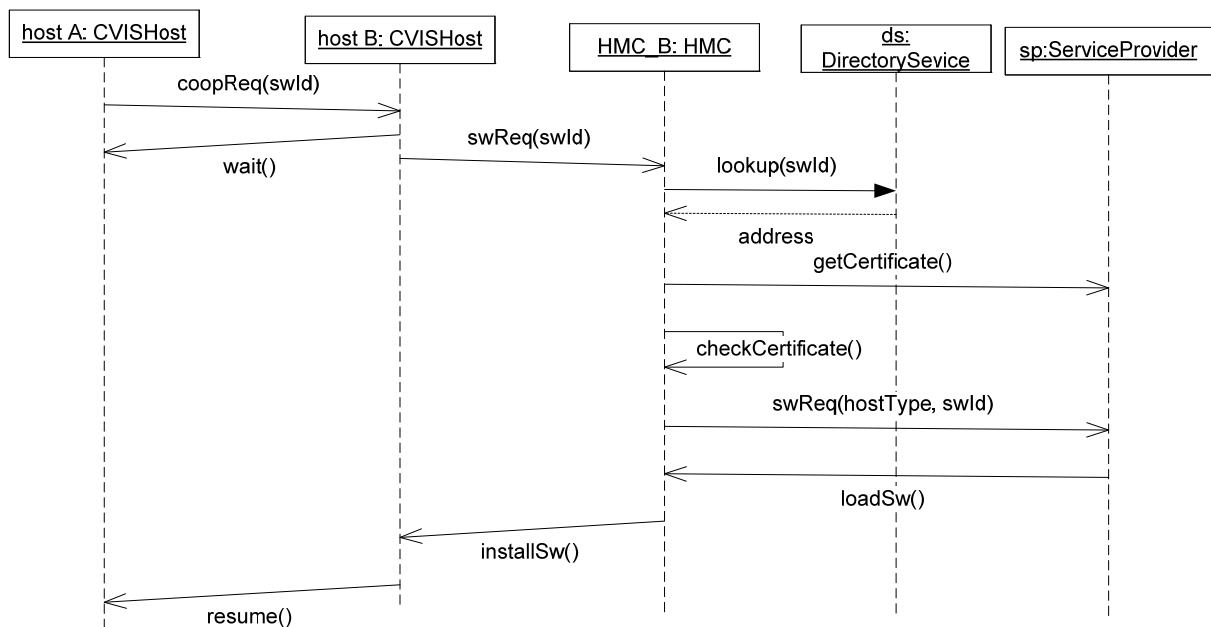 host A: CVISHost
host B: CVISHost
HMC_B: HMC
ds:
DirectorySevice
sp:ServiceProvider
coopReq(swId)
wait()
swReq(swId)
lookup(swId)
address
getCertificate()
checkCertificate()
swReq(hostType, swId)
loadSw()
installSw()
resume()